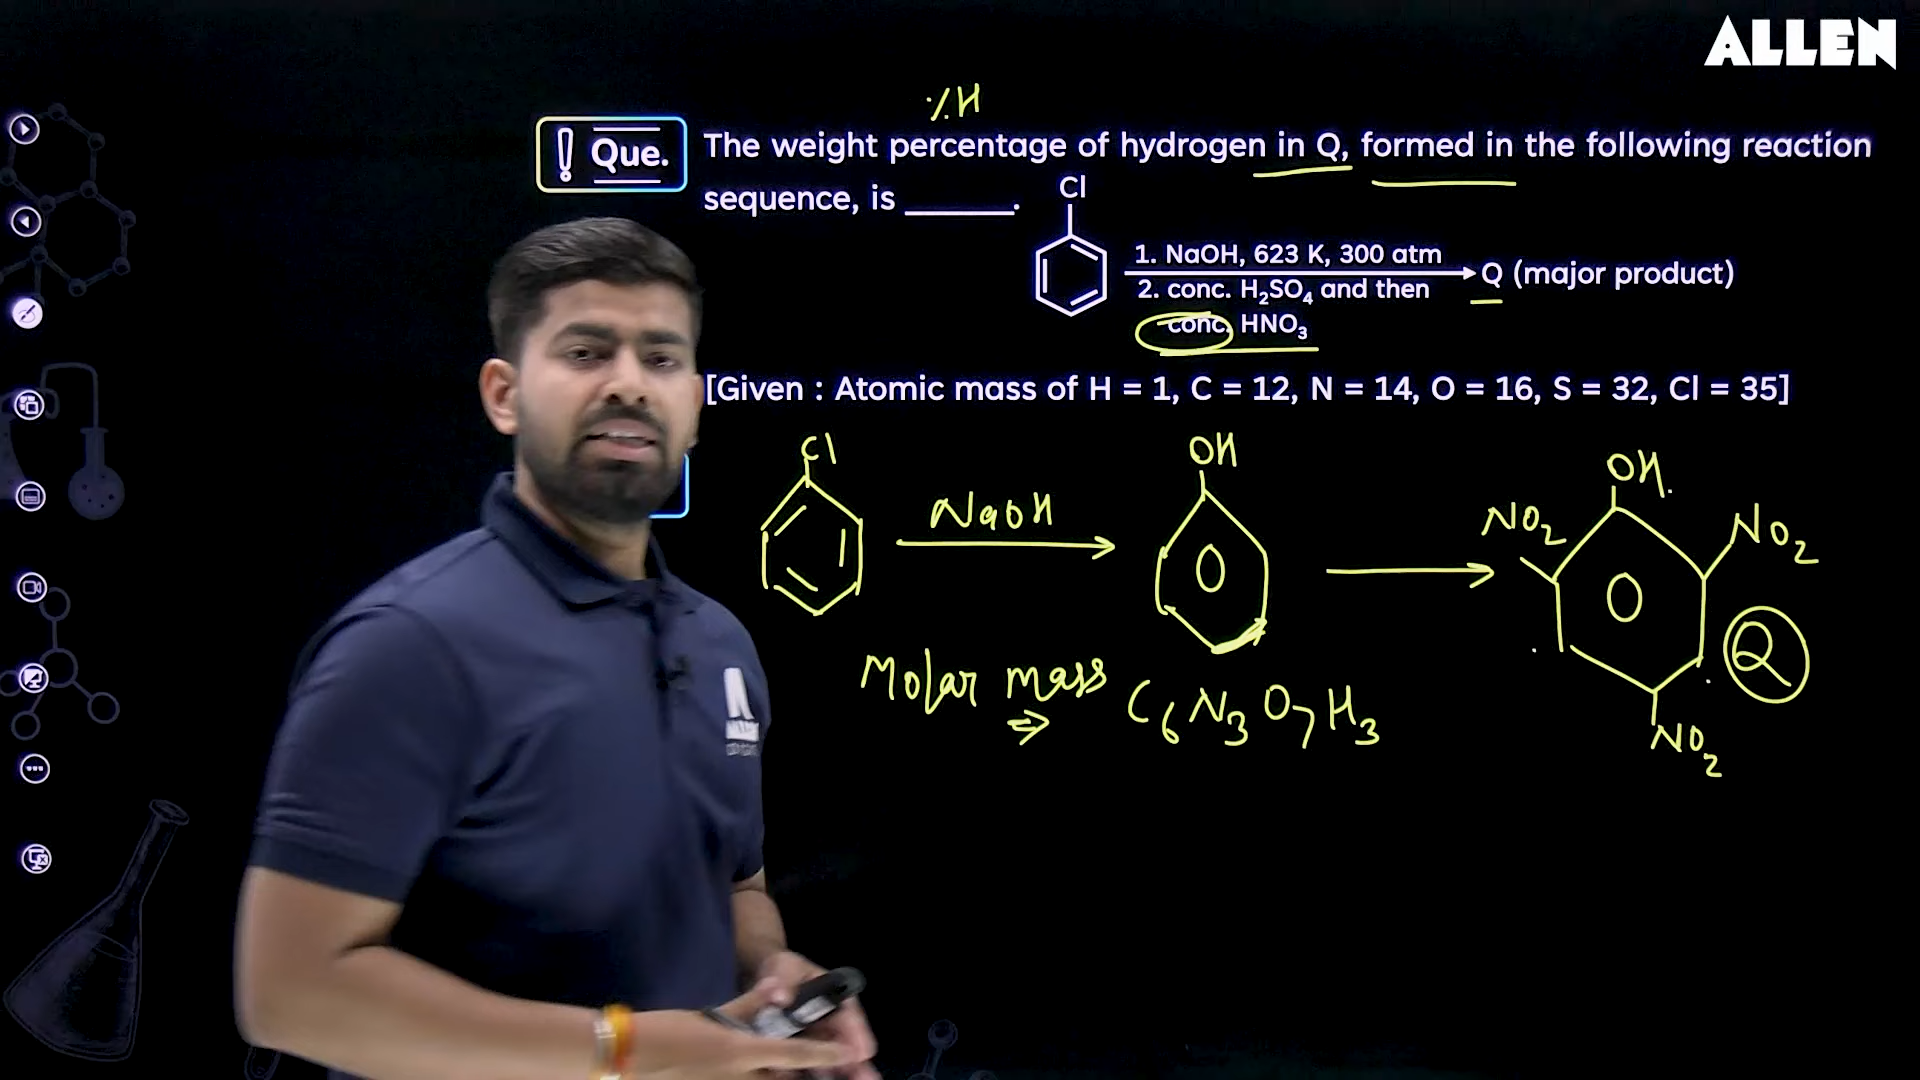 ALLEN
%H
! Que. The weight percentage of hydrogen in Q, formed in the following reaction
sequence, is ______.
Cl
1. NaOH, 623 K, 300 atm
2. conc. H₂SO₄ and then
conc. HNO₃
Q (major product)
[Given : Atomic mass of H = 1, C = 12, N = 14, O = 16, S = 32, Cl = 35]
Cl
NaOH
OH
OH
NO₂
NO₂
Q
NO₂
Molar mass
⇒ C₆N₃O₇H₃